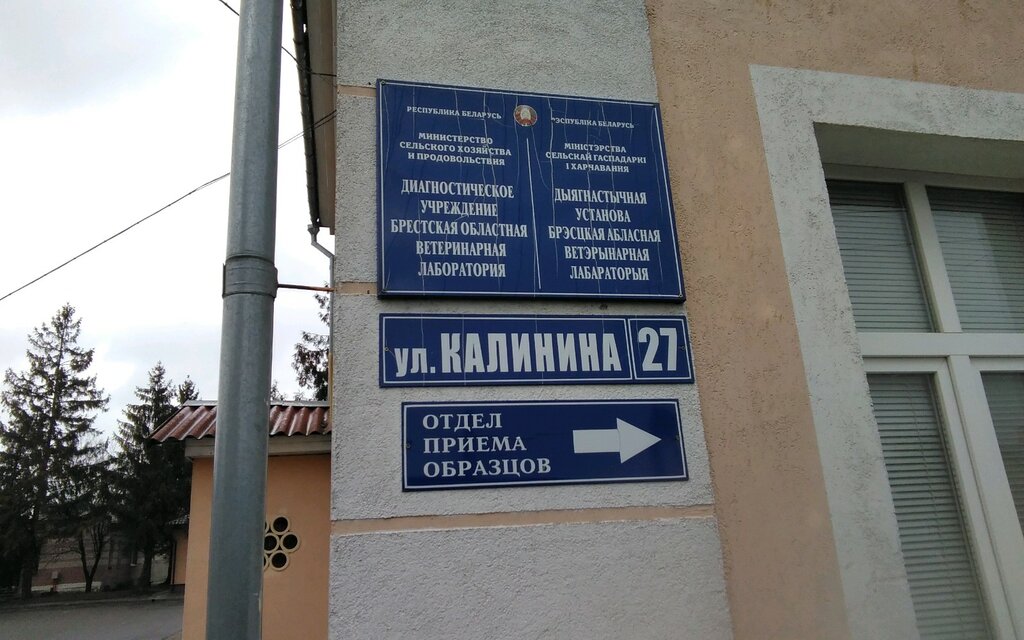 РЕСПУБЛИКА БЕЛАРУСЬ
МИНИСТЕРСТВО
СЕЛЬСКОГО ХОЗЯЙСТВА
И ПРОДОВОЛЬСТВИЯ
ДИАГНОСТИЧЕСКОЕ
УЧРЕЖДЕНИЕ
БРЕСТСКАЯ ОБЛАСТНАЯ
ВЕТЕРИНАРНАЯ
ЛАБОРАТОРИЯ
РЭСПУБЛІКА БЕЛАРУСЬ
МІНІСТЭРСТВА
СЕЛЬСКАЙ ГАСПАДАРКІ
І ХАРЧАВАННЯ
ДЫЯГНАСТЫЧНАЯ
УСТАНОВА
БРЭСЦКАЯ АБЛАСНАЯ
ВЕТЭРЫНАРНАЯ
ЛАБАРАТОРЫЯ
ул. КАЛИНИНА 27
ОТДЕЛ
ПРИЕМА
ОБРАЗЦОВ